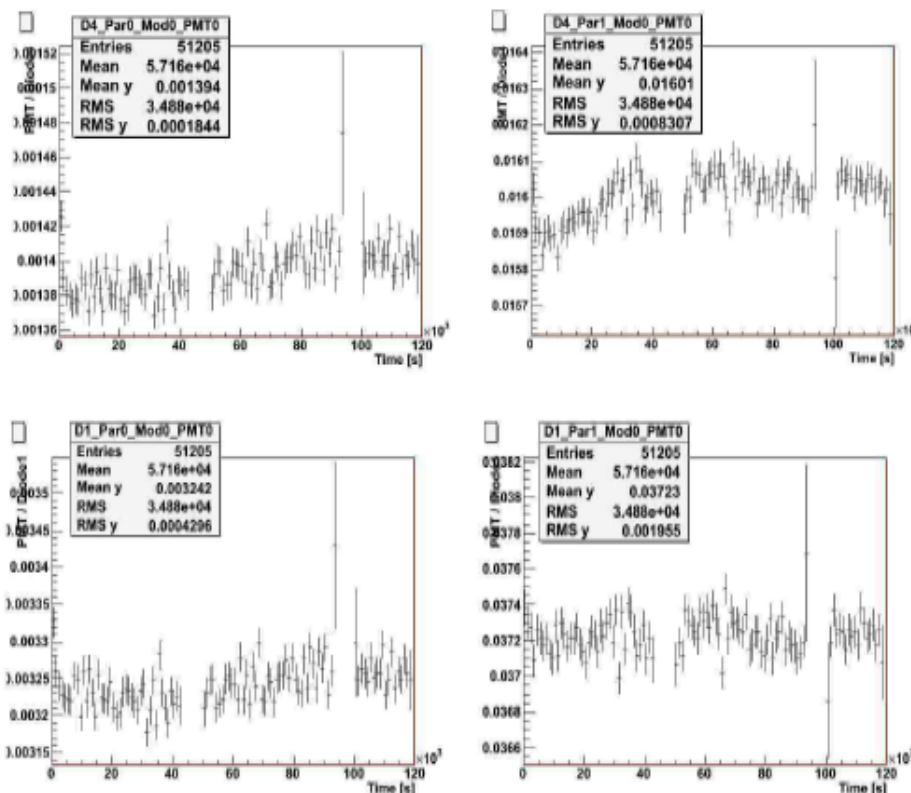 D4_Par0_Mod0_PMT0
Entries 51205
Mean 5.716e+04
Mean y 0.001394
RMS 3.488e+04
RMS y 0.0001844
0.00152
0.0015
0.00148
0.00146
0.00144
0.00142
0.0014
0.00138
0.00136
0 20 40 60 80 100 120
Time [s]
D4_Par1_Mod0_PMT0
Entries 51205
Mean 5.716e+04
Mean y 0.01601
RMS 3.488e+04
RMS y 0.0008307
0.0164
0.0163
0.0162
0.0161
0.016
0.0159
0.0158
0.0157
0 20 40 60 80 100 120
Time [s]
D1_Par0_Mod0_PMT0
Entries 51205
Mean 5.716e+04
Mean y 0.003242
RMS 3.488e+04
RMS y 0.0004296
PMT / Diode1
0.0035
0.00345
0.0034
0.00335
0.0033
0.00325
0.0032
0.00315
0 20 40 60 80 100 120
×10³
Time [s]
D1_Par1_Mod0_PMT0
Entries 51205
Mean 5.716e+04
Mean y 0.03723
RMS 3.488e+04
RMS y 0.001955
PMT / Diode1
0.0382
0.038
0.0378
0.0376
0.0374
0.0372
0.037
0.0368
0.0366
0 20 40 60 80 100 120
Time [s]